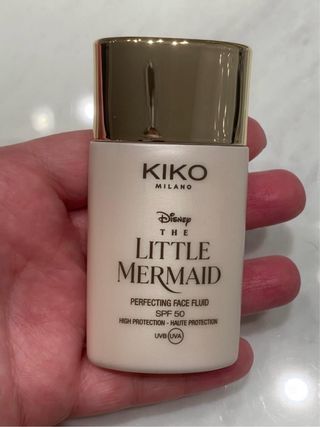 KIKO
MILANO
Disney
THE
LITTLE
MERMAID
PERFECTING FACE FLUID
SPF 50
HIGH PROTECTION - HAUTE PROTECTION
UVB UVA